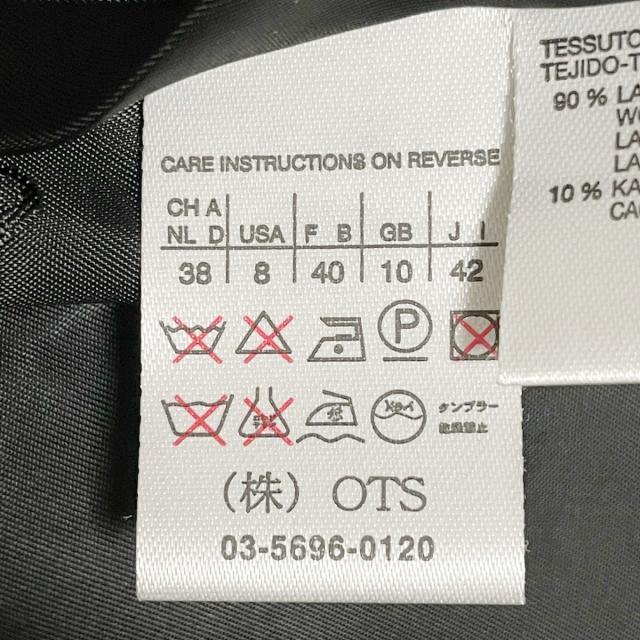 CARE INSTRUCTIONS ON REVERSE
CH A
NL D USA F B GB J I
38 8 40 10 42
P
タンブラー
乾燥禁止
(株) OTS
03-5696-0120
TESSUTO
TEJIDO-T
90 % LA
WO
LA
LA
10 % KA
CA